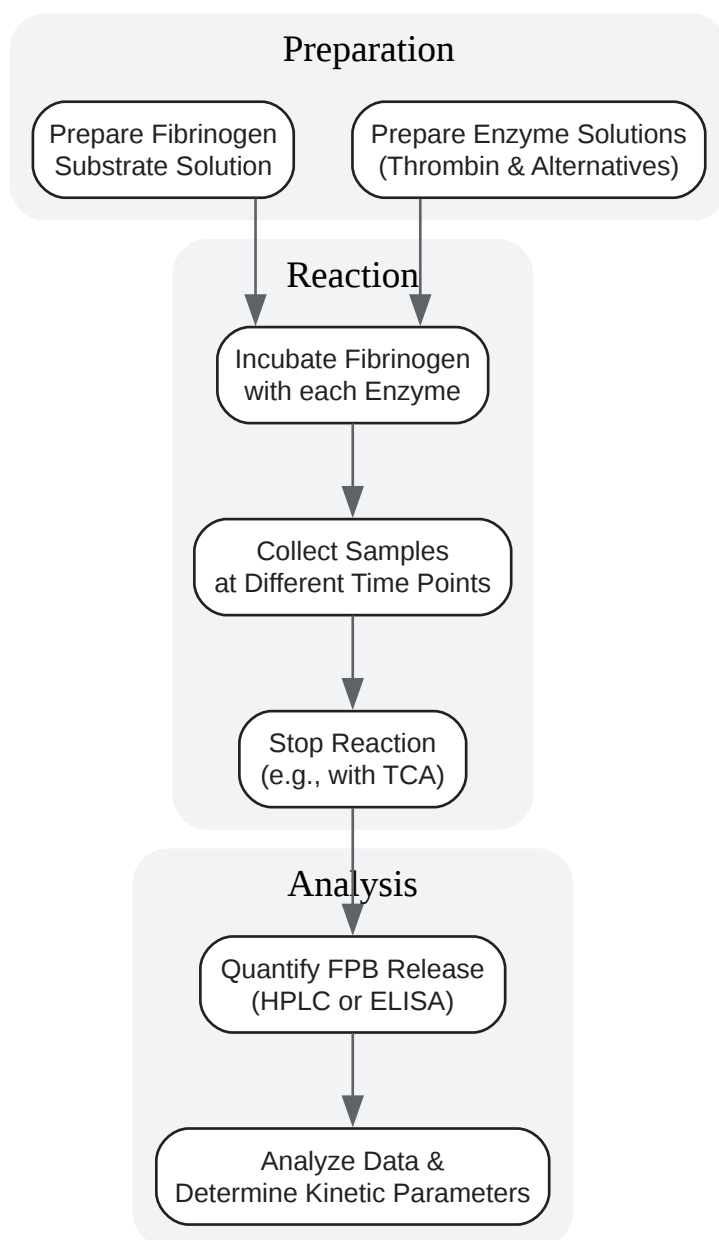 Preparation
Prepare Fibrinogen
Substrate Solution
Prepare Enzyme Solutions
(Thrombin & Alternatives)
Reaction
Incubate Fibrinogen
with each Enzyme
Collect Samples
at Different Time Points
Stop Reaction
(e.g., with TCA)
Analysis
Quantify FPB Release
(HPLC or ELISA)
Analyze Data &
Determine Kinetic Parameters